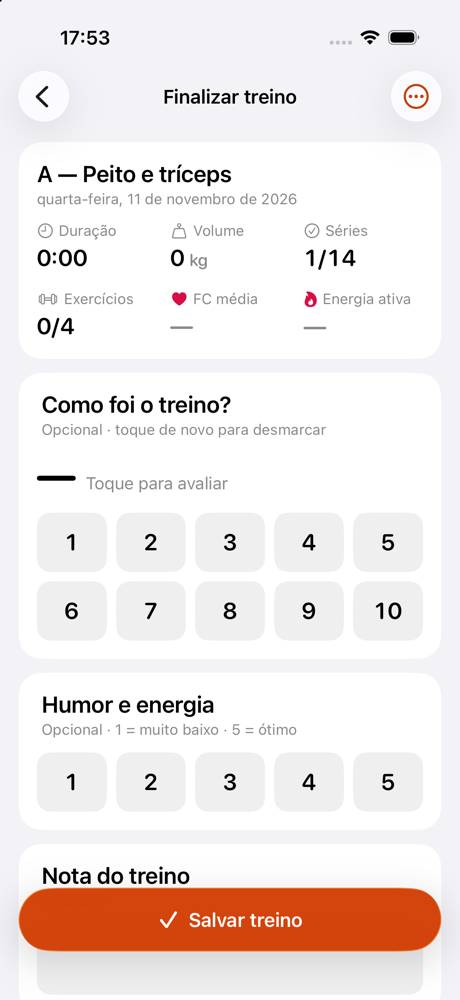 17:53
Finalizar treino
A — Peito e tríceps
quarta-feira, 11 de novembro de 2026
Duração Volume Séries
0:00 0 kg 1/14
Exercícios FC média Energia ativa
0/4 — —
Como foi o treino?
Opcional · toque de novo para desmarcar
— Toque para avaliar
1 2 3 4 5
6 7 8 9 10
Humor e energia
Opcional · 1 = muito baixo · 5 = ótimo
1 2 3 4 5
Nota do treino
Salvar treino